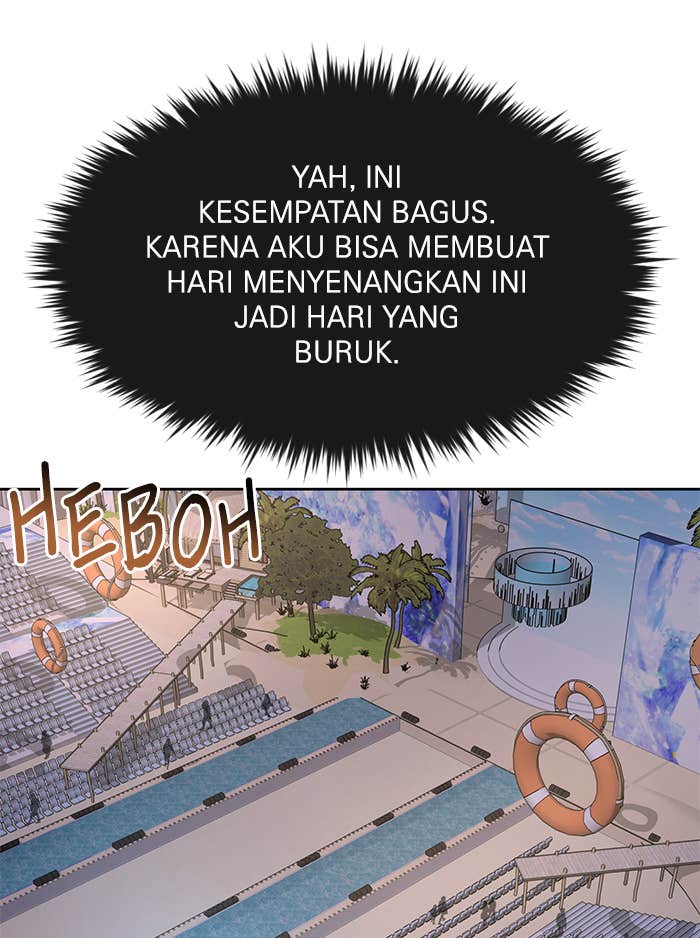 YAH, INI
KESEMPATAN BAGUS.
KARENA AKU BISA MEMBUAT
HARI MENYENANGKAN INI
JADI HARI YANG
BURUK.
HEBOH